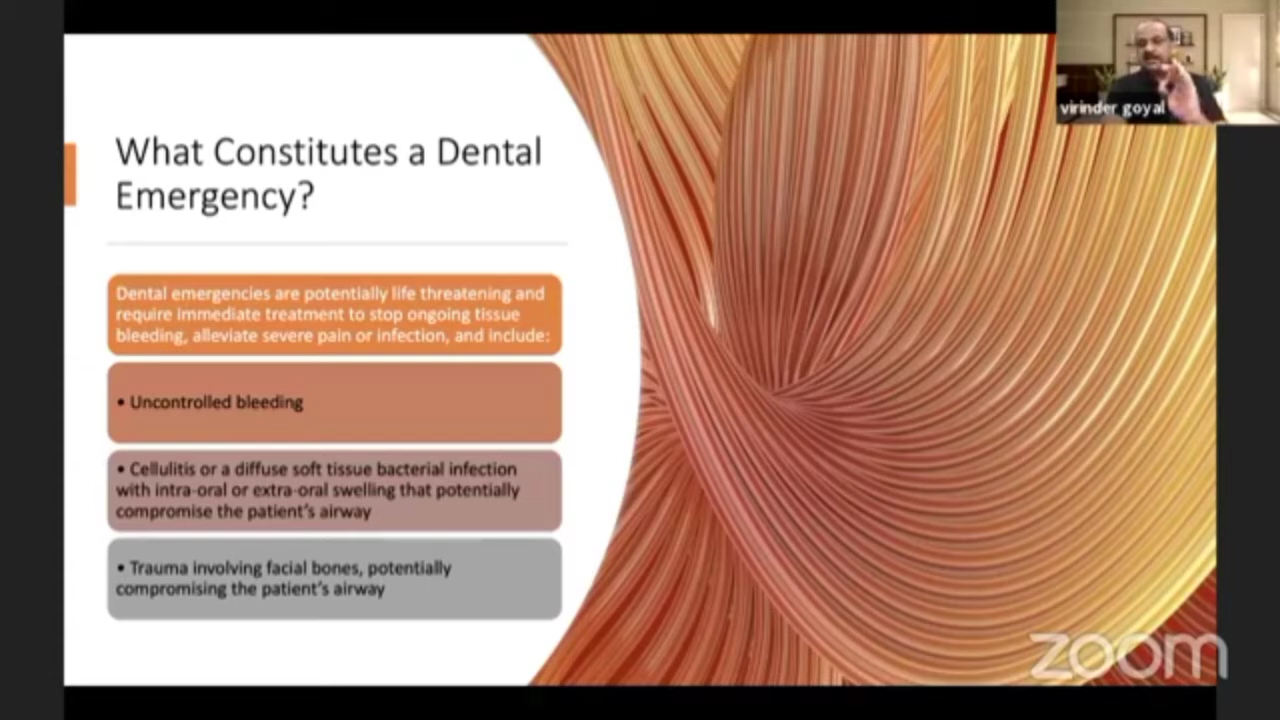 What Constitutes a Dental
Emergency?
Dental emergencies are potentially life threatening and
require immediate treatment to stop ongoing tissue
bleeding, alleviate severe pain or infection, and include:
• Uncontrolled bleeding
• Cellulitis or a diffuse soft tissue bacterial infection
with intra-oral or extra-oral swelling that potentially
compromise the patient's airway
• Trauma involving facial bones, potentially
compromising the patient's airway
virinder goyal
zoom